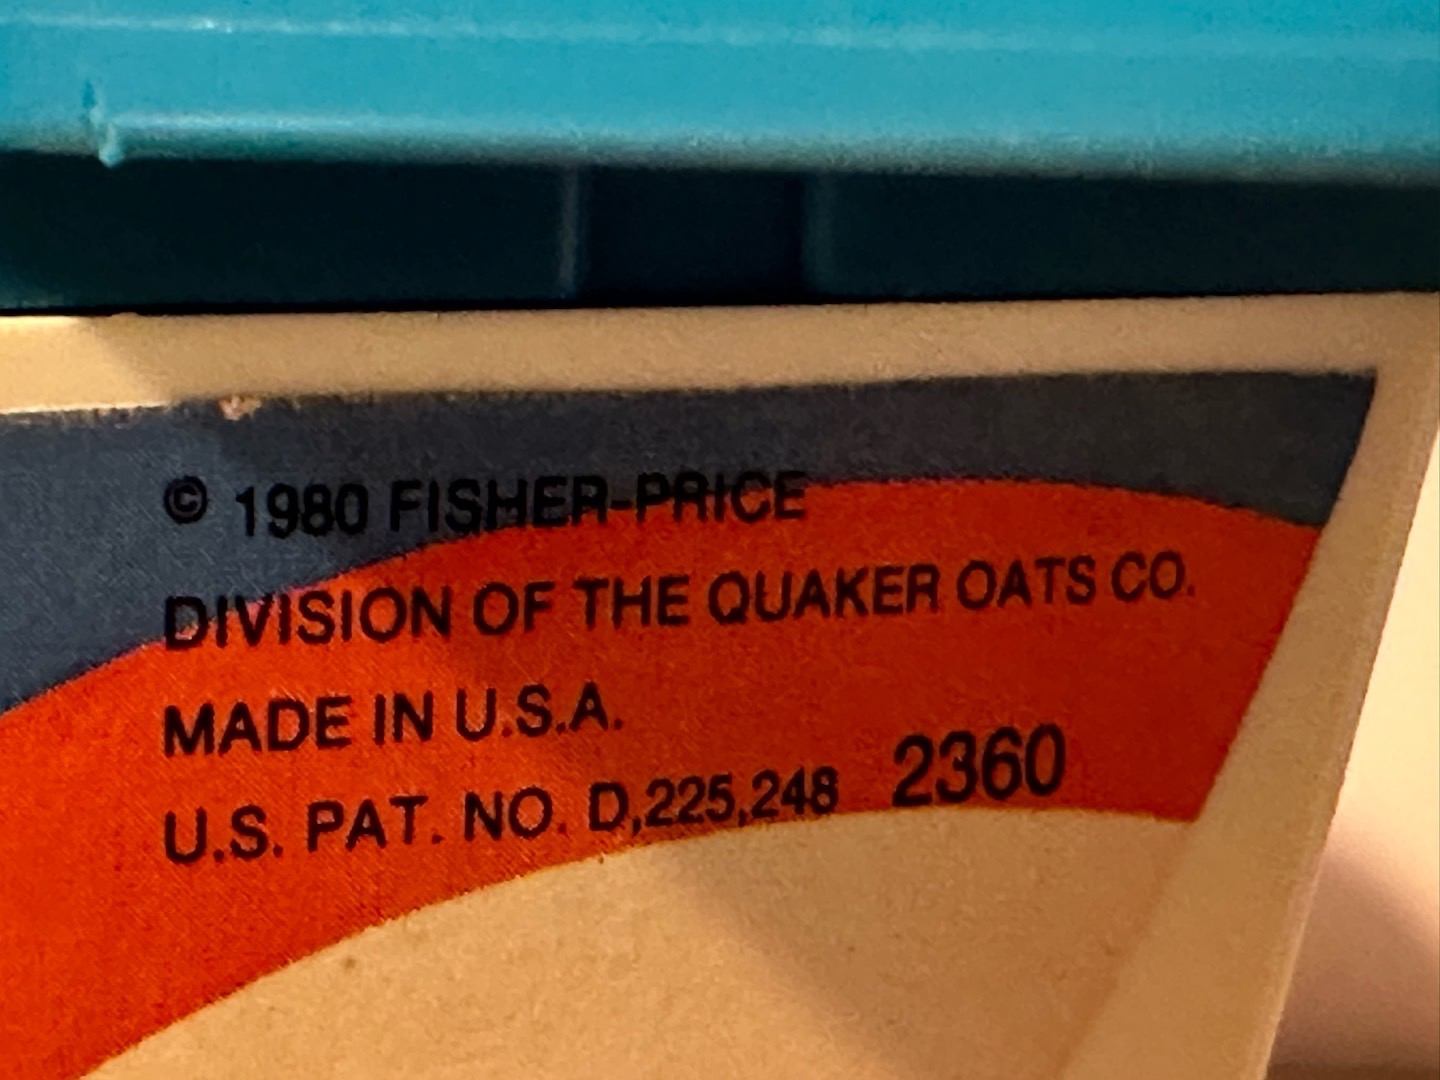 © 1980 FISHER-PRICE
DIVISION OF THE QUAKER OATS CO.
MADE IN U.S.A.
U.S. PAT. NO. D,225,248 2360